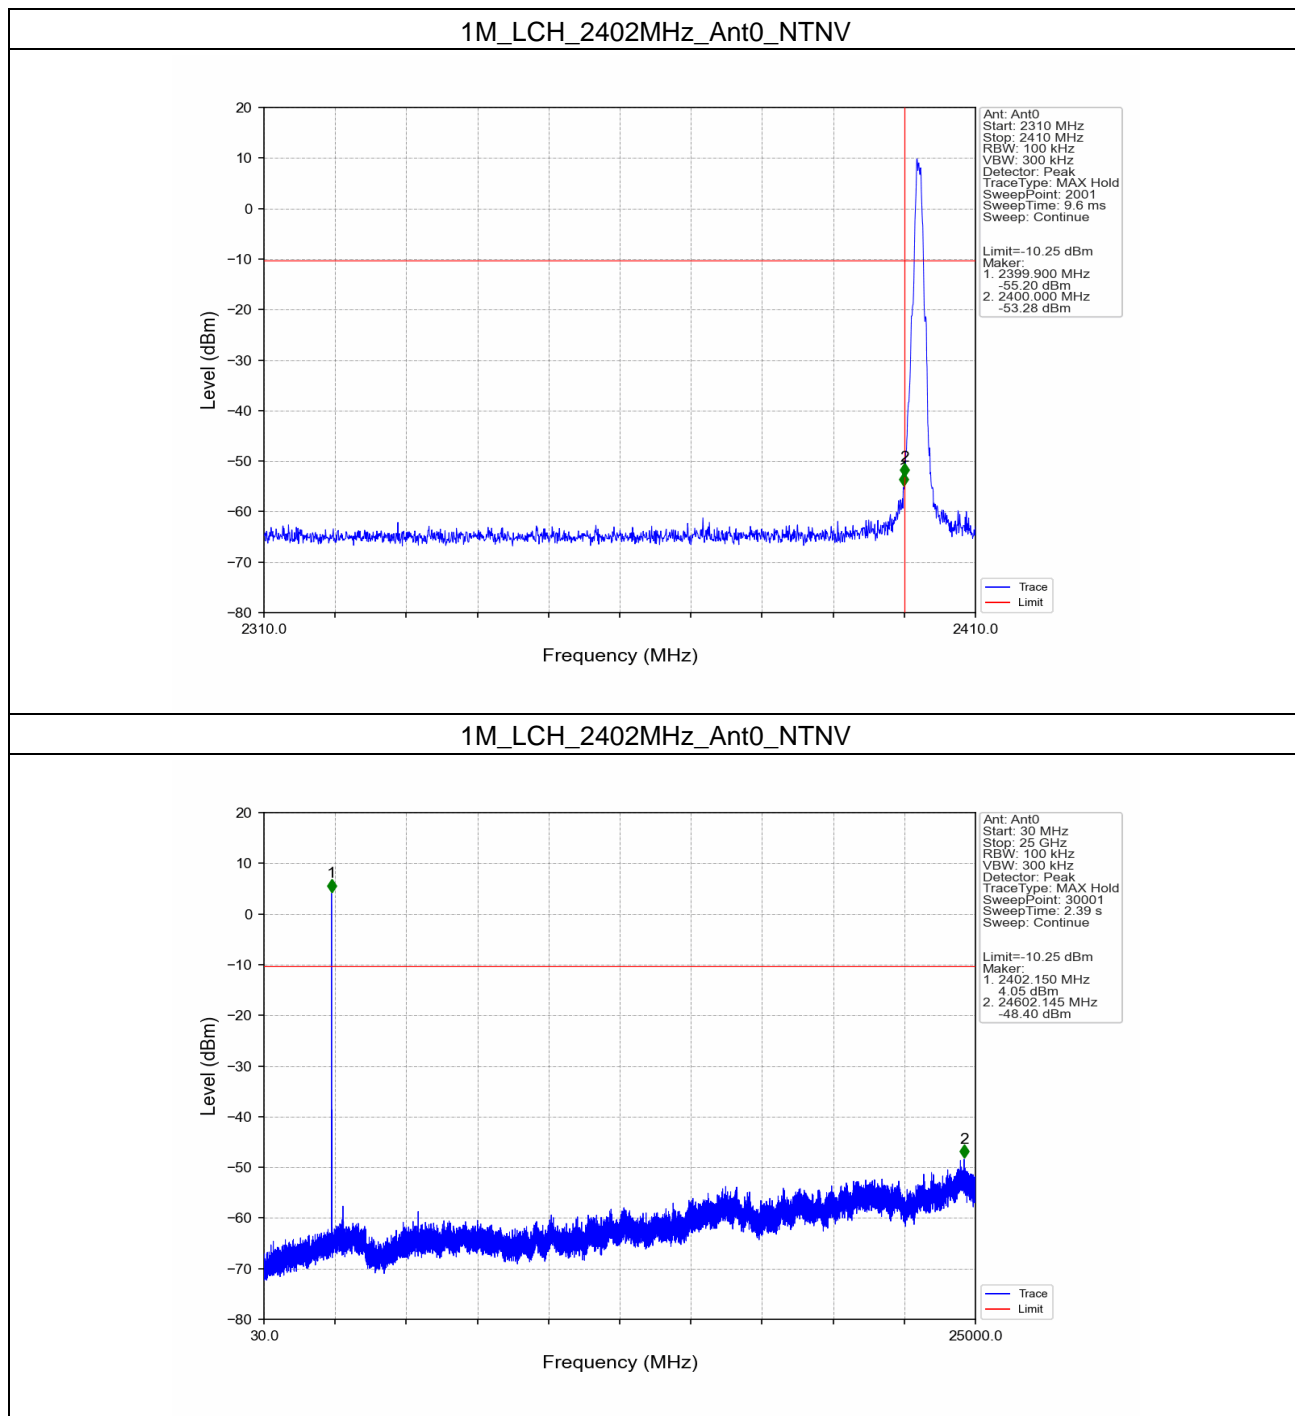 1M_LCH_2402MHz_Ant0_NTNV
20
10
0
−10
−20
−30
−40
−50
−60
−70
−80
Level (dBm)
2310.0
2410.0
Frequency (MHz)
2
Ant: Ant0
Start: 2310 MHz
Stop: 2410 MHz
RBW: 100 kHz
VBW: 300 kHz
Detector: Peak
TraceType: MAX Hold
SweepPoint: 2001
SweepTime: 9.6 ms
Sweep: Continue
Limit=-10.25 dBm
Maker:
1. 2399.900 MHz
-55.20 dBm
2. 2400.000 MHz
-53.28 dBm
Trace
Limit
1M_LCH_2402MHz_Ant0_NTNV
20
10
0
−10
−20
−30
−40
−50
−60
−70
−80
Level (dBm)
30.0
25000.0
Frequency (MHz)
1
2
Ant: Ant0
Start: 30 MHz
Stop: 25 GHz
RBW: 100 kHz
VBW: 300 kHz
Detector: Peak
TraceType: MAX Hold
SweepPoint: 30001
SweepTime: 2.39 s
Sweep: Continue
Limit=-10.25 dBm
Maker:
1. 2402.150 MHz
4.05 dBm
2. 24602.145 MHz
-48.40 dBm
Trace
Limit